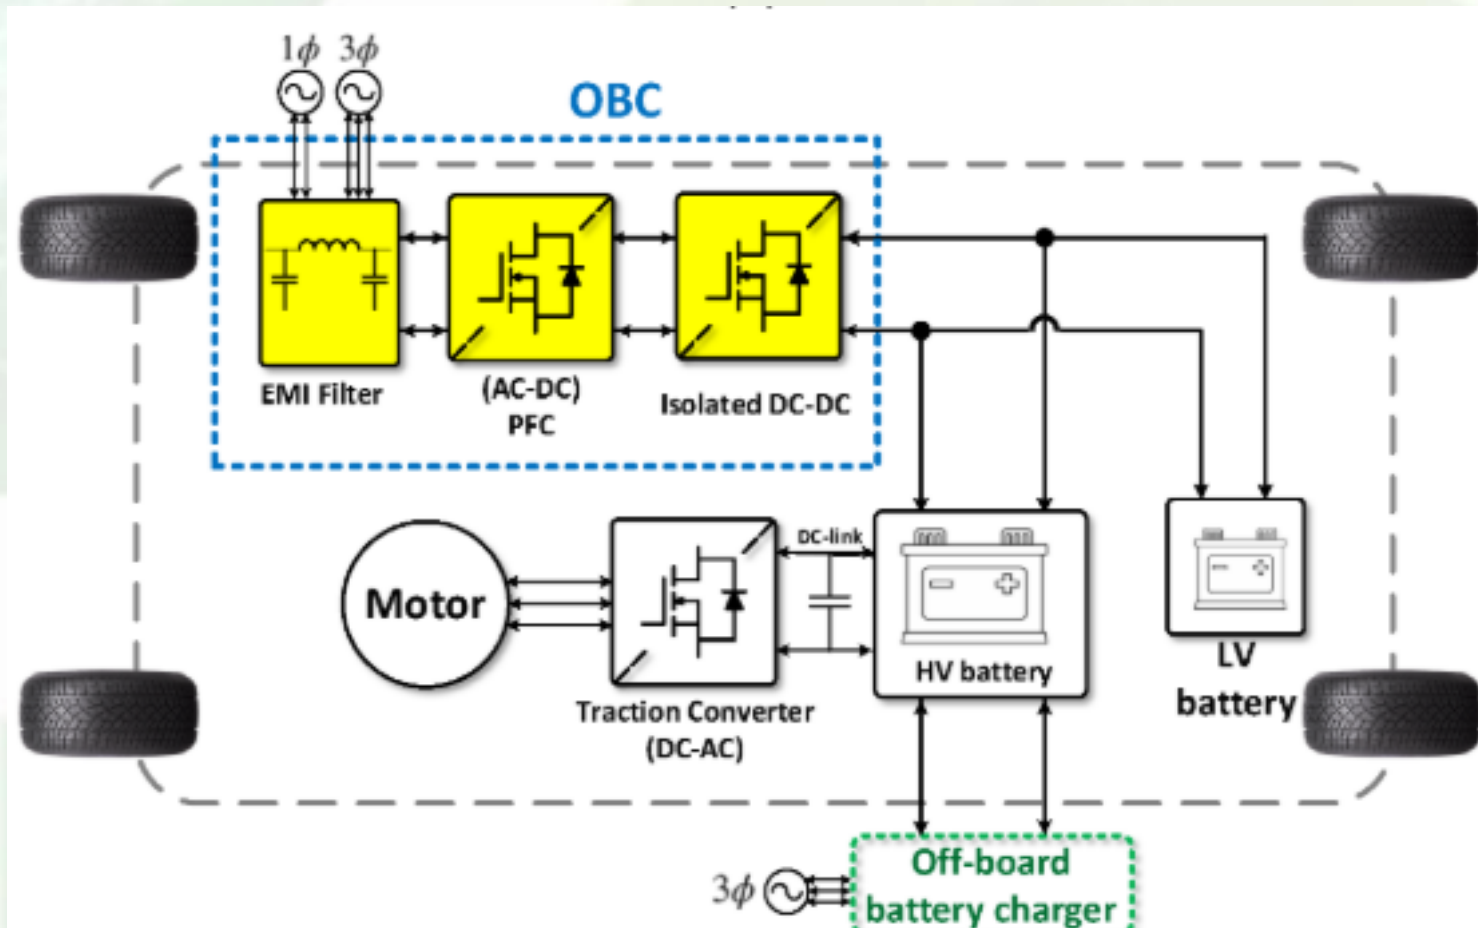 1ϕ 3ϕ
OBC
EMI Filter
(AC-DC)
PFC
Isolated DC-DC
DC-link
Motor
HV battery
Traction Converter
(DC-AC)
LV
battery
Off-board
battery charger
3ϕ